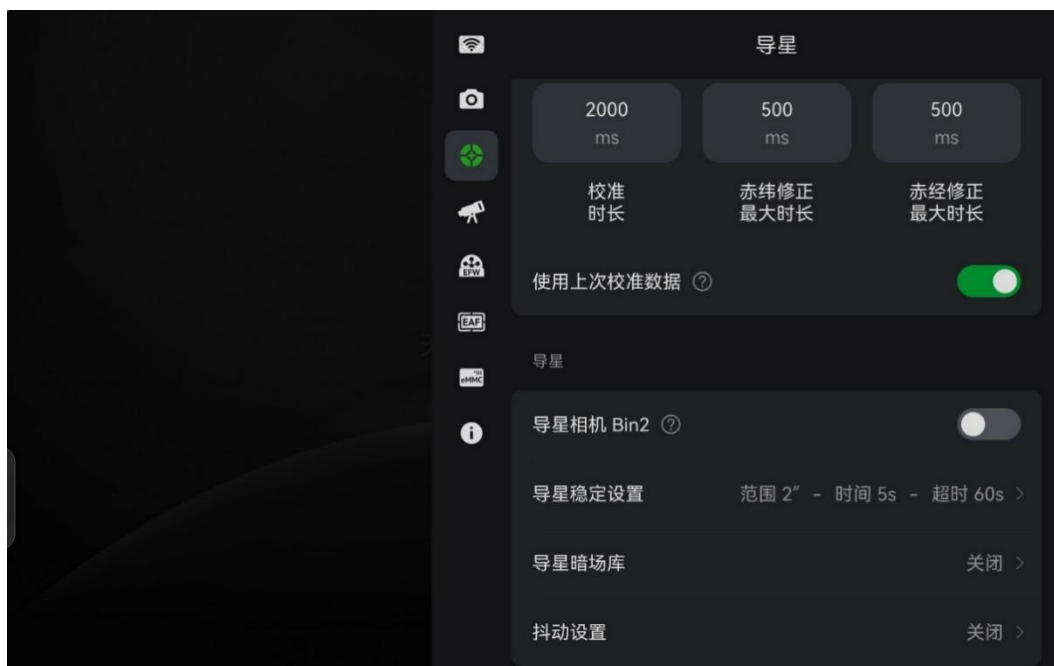 导星
2000
ms
500
ms
500
ms
校准
时长
赤纬修正
最大时长
赤经修正
最大时长
使用上次校准数据 ?
EFW
EAF
导星
eMMC
导星相机 Bin2 ?
导星稳定设置 范围 2″ - 时间 5s - 超时 60s >
导星暗场库 关闭 >
抖动设置 关闭 >